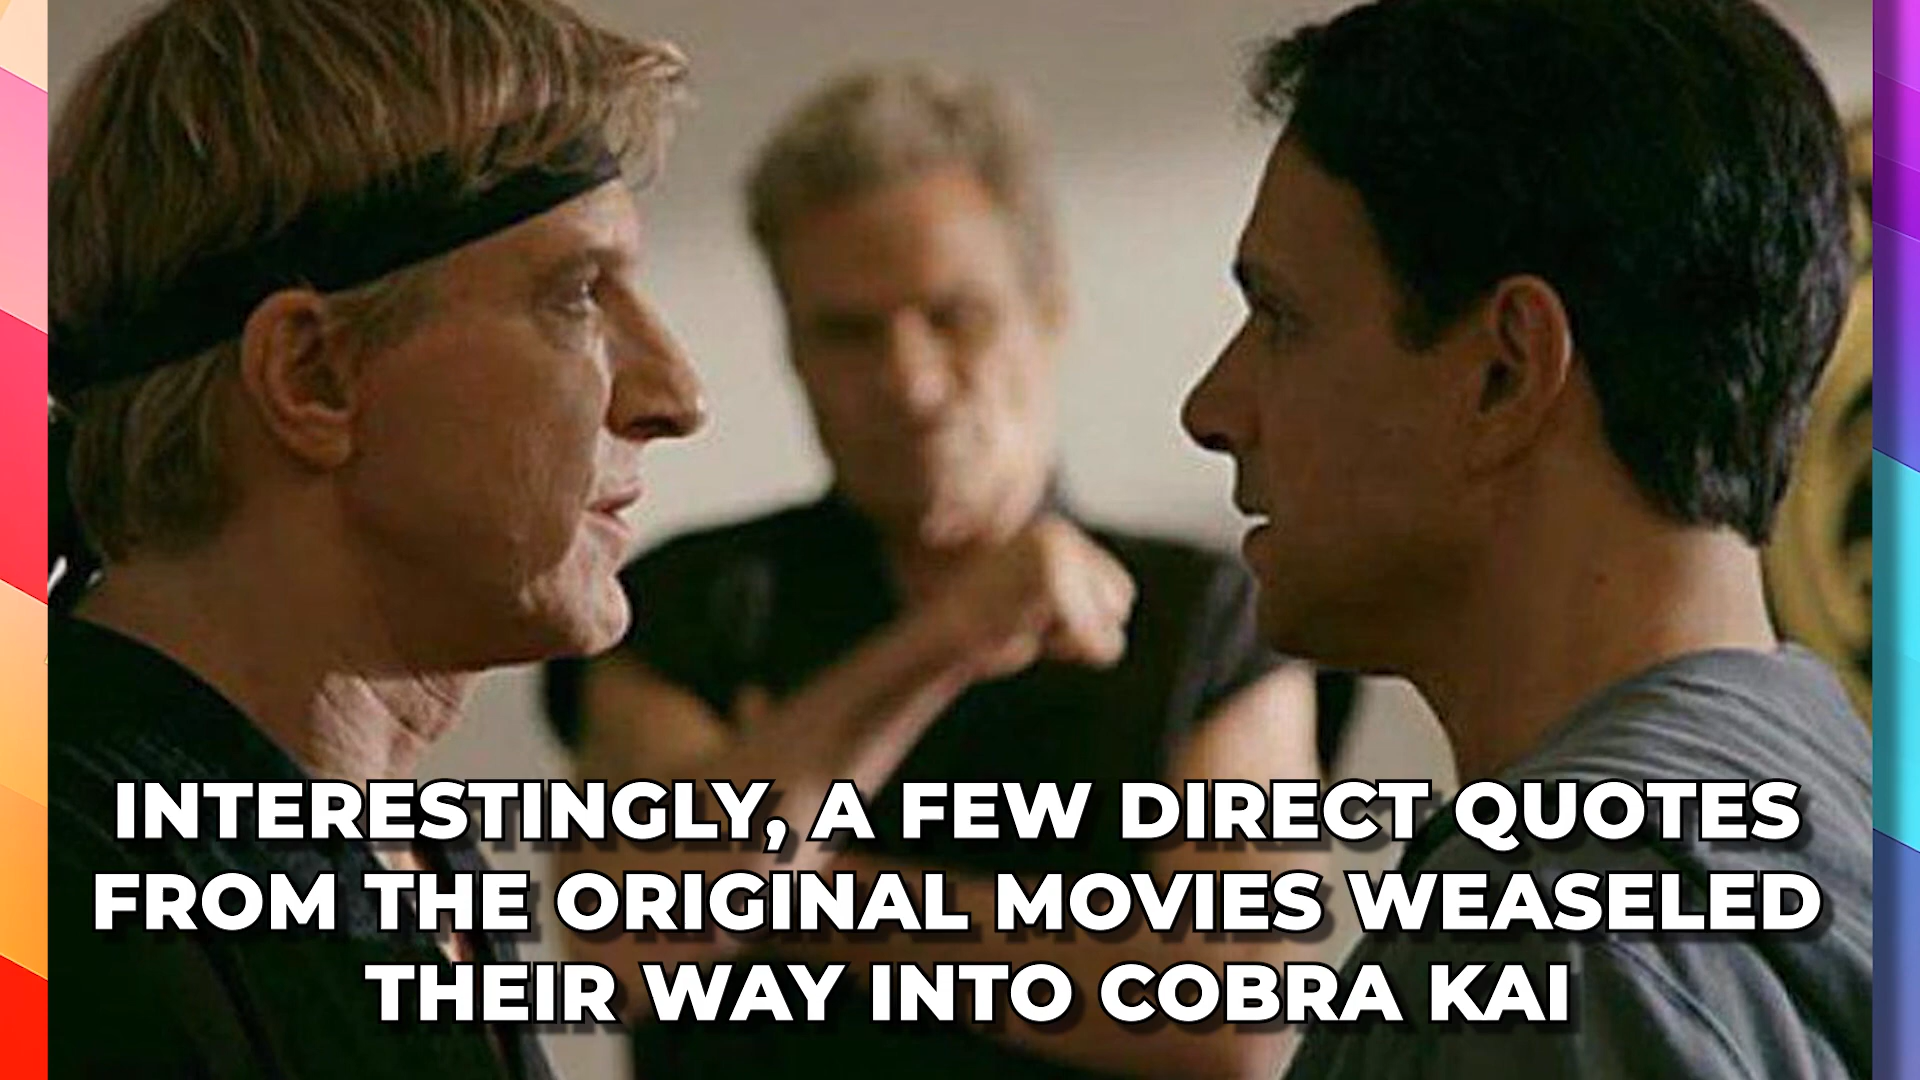 INTERESTINGLY, A FEW DIRECT QUOTES
FROM THE ORIGINAL MOVIES WEASELED
THEIR WAY INTO COBRA KAI